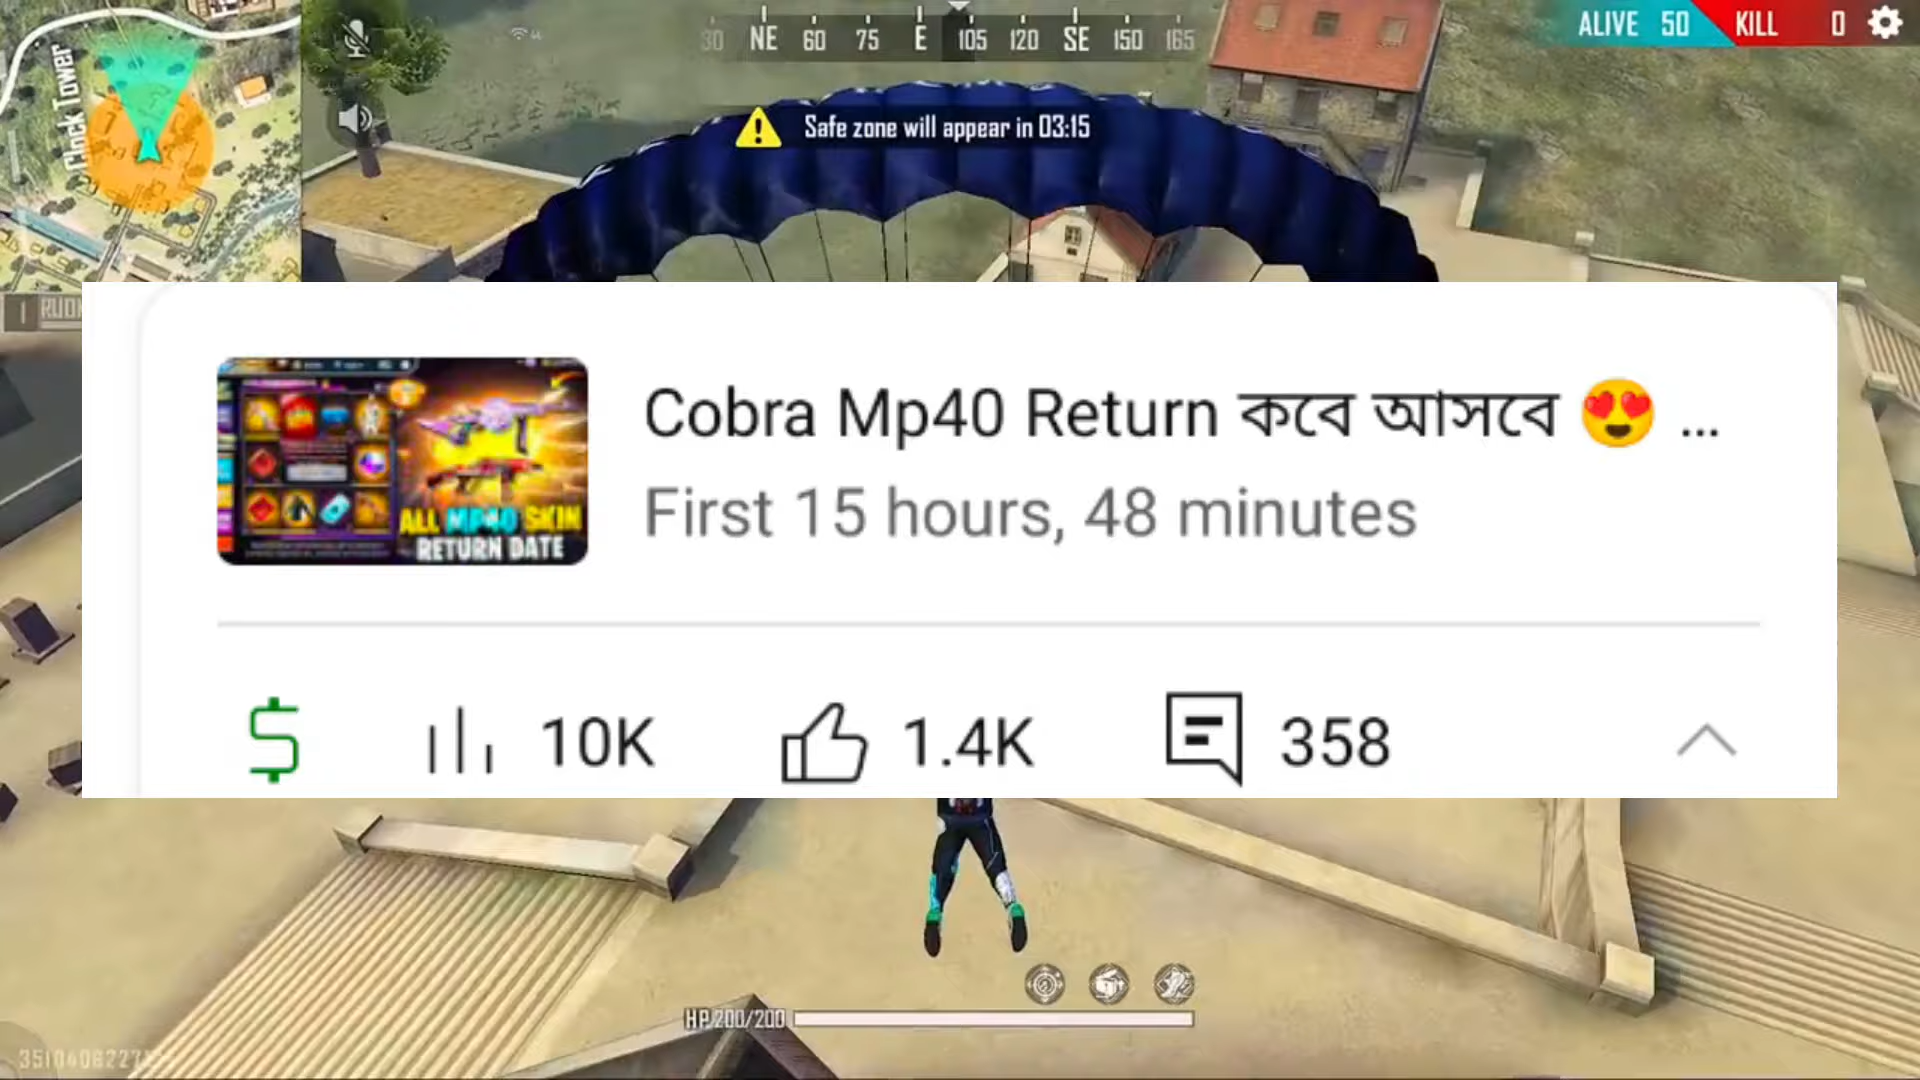 30 NE 60 75 E 105 120 SE 150 165
ALIVE 50 KILL 0
Clock Tower
Safe zone will appear in 03:15
Cobra Mp40 Return কবে আসবে 😍 ...
First 15 hours, 48 minutes
ALL MP40 SKIN
RETURN DATE
$ 10K 1.4K 358
HP 200/200